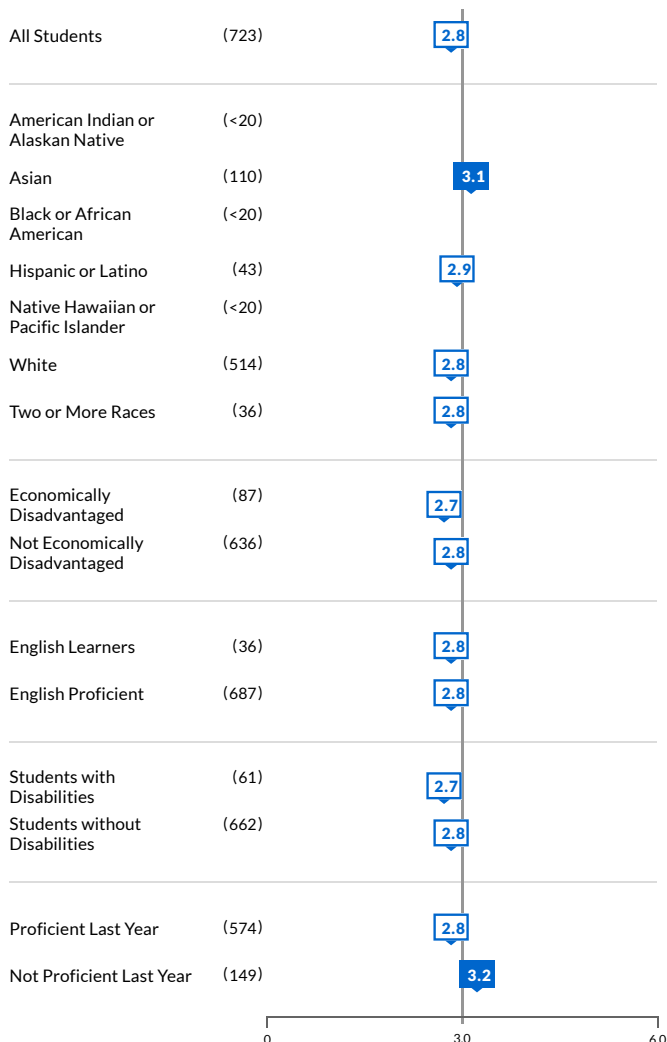 All Students (723) 2.8
American Indian or (<20)
Alaskan Native
Asian (110) 3.1
Black or African (<20)
American
Hispanic or Latino (43) 2.9
Native Hawaiian or (<20)
Pacific Islander
White (514) 2.8
Two or More Races (36) 2.8
Economically (87) 2.7
Disadvantaged
Not Economically (636) 2.8
Disadvantaged
English Learners (36) 2.8
English Proficient (687) 2.8
Students with (61) 2.7
Disabilities
Students without (662) 2.8
Disabilities
Proficient Last Year (574) 2.8
Not Proficient Last Year (149) 3.2
0 3.0 6.0